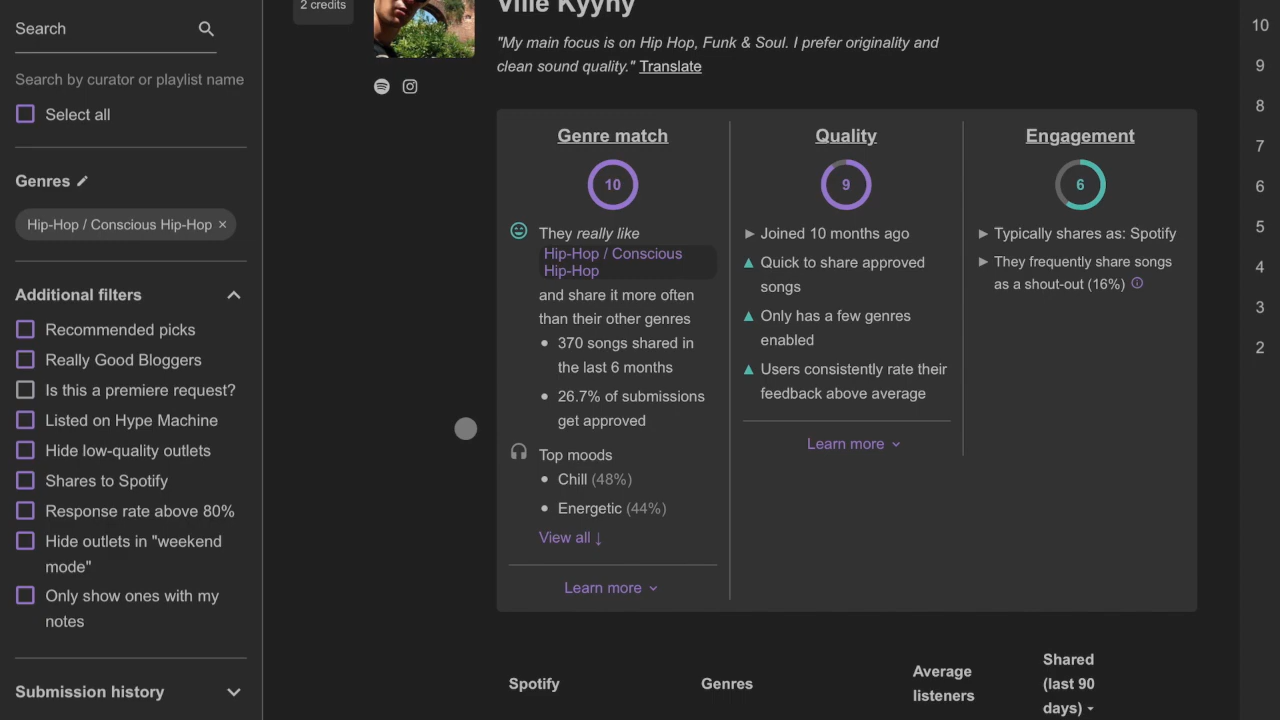 Search
Search by curator or playlist name
Select all
Genres
Hip-Hop / Conscious Hip-Hop ×
Additional filters
Recommended picks
Really Good Bloggers
Is this a premiere request?
Listed on Hype Machine
Hide low-quality outlets
Shares to Spotify
Response rate above 80%
Hide outlets in "weekend
mode"
Only show ones with my
notes
Submission history
2 credits
Ville Kyyhy
"My main focus is on Hip Hop, Funk & Soul. I prefer originality and
clean sound quality." Translate
Genre match
10
They really like
Hip-Hop / Conscious
Hip-Hop
and share it more often
than their other genres
• 370 songs shared in
the last 6 months
• 26.7% of submissions
get approved
Top moods
• Chill (48%)
• Energetic (44%)
View all ↓
Learn more
Quality
9
▶ Joined 10 months ago
▲ Quick to share approved
songs
▲ Only has a few genres
enabled
▲ Users consistently rate their
feedback above average
Learn more
Engagement
6
▶ Typically shares as: Spotify
▶ They frequently share songs
as a shout-out (16%)
Spotify
Genres
Average
listeners
Shared
(last 90
days)
10
9
8
7
6
5
4
3
2